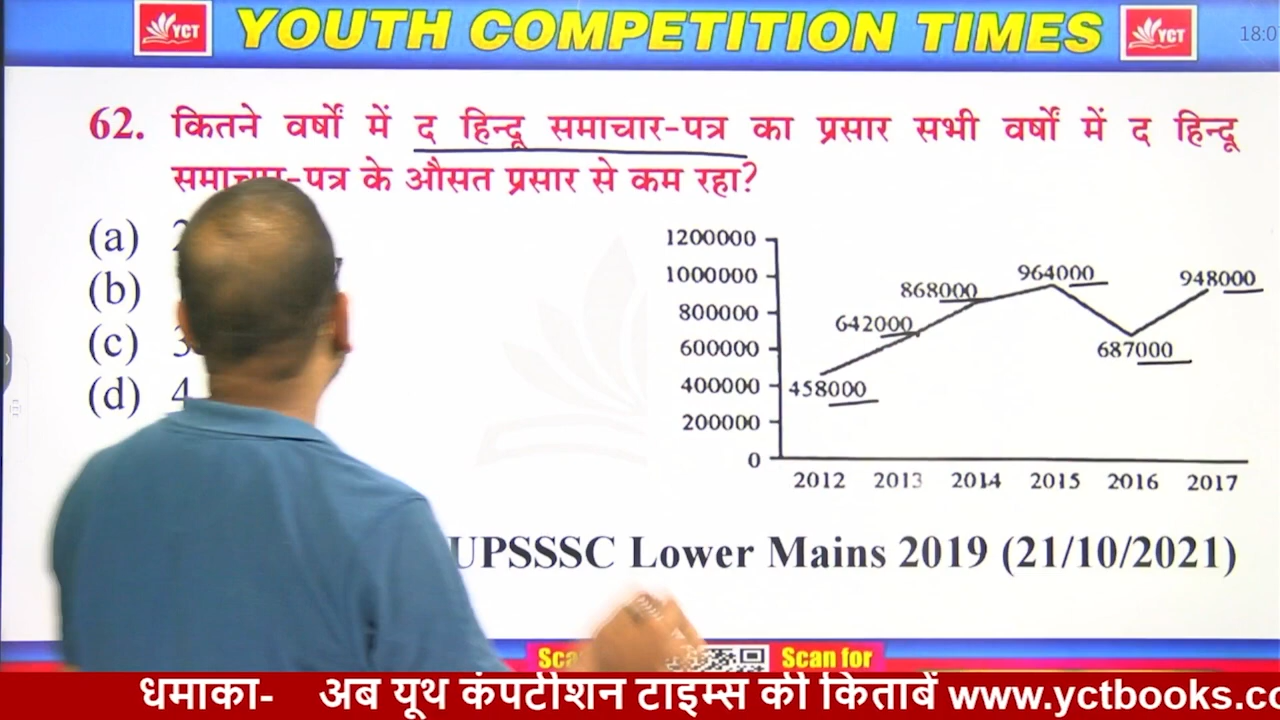 YCT YOUTH COMPETITION TIMES YCT
18:0
62. कितने वर्षों में द हिन्दू समाचार-पत्र का प्रसार सभी वर्षों में द हिन्दू
समाचार-पत्र के औसत प्रसार से कम रहा?
(a) 2
(b)
(c) 3
(d) 4
1200000
1000000
800000
600000
400000
200000
0
458000
642000
868000
964000
687000
948000
2012 2013 2014 2015 2016 2017
UPSSSC Lower Mains 2019 (21/10/2021)
Scan for
धमाका- अब यूथ कंपटीशन टाइम्स की किताबें www.yctbooks.co